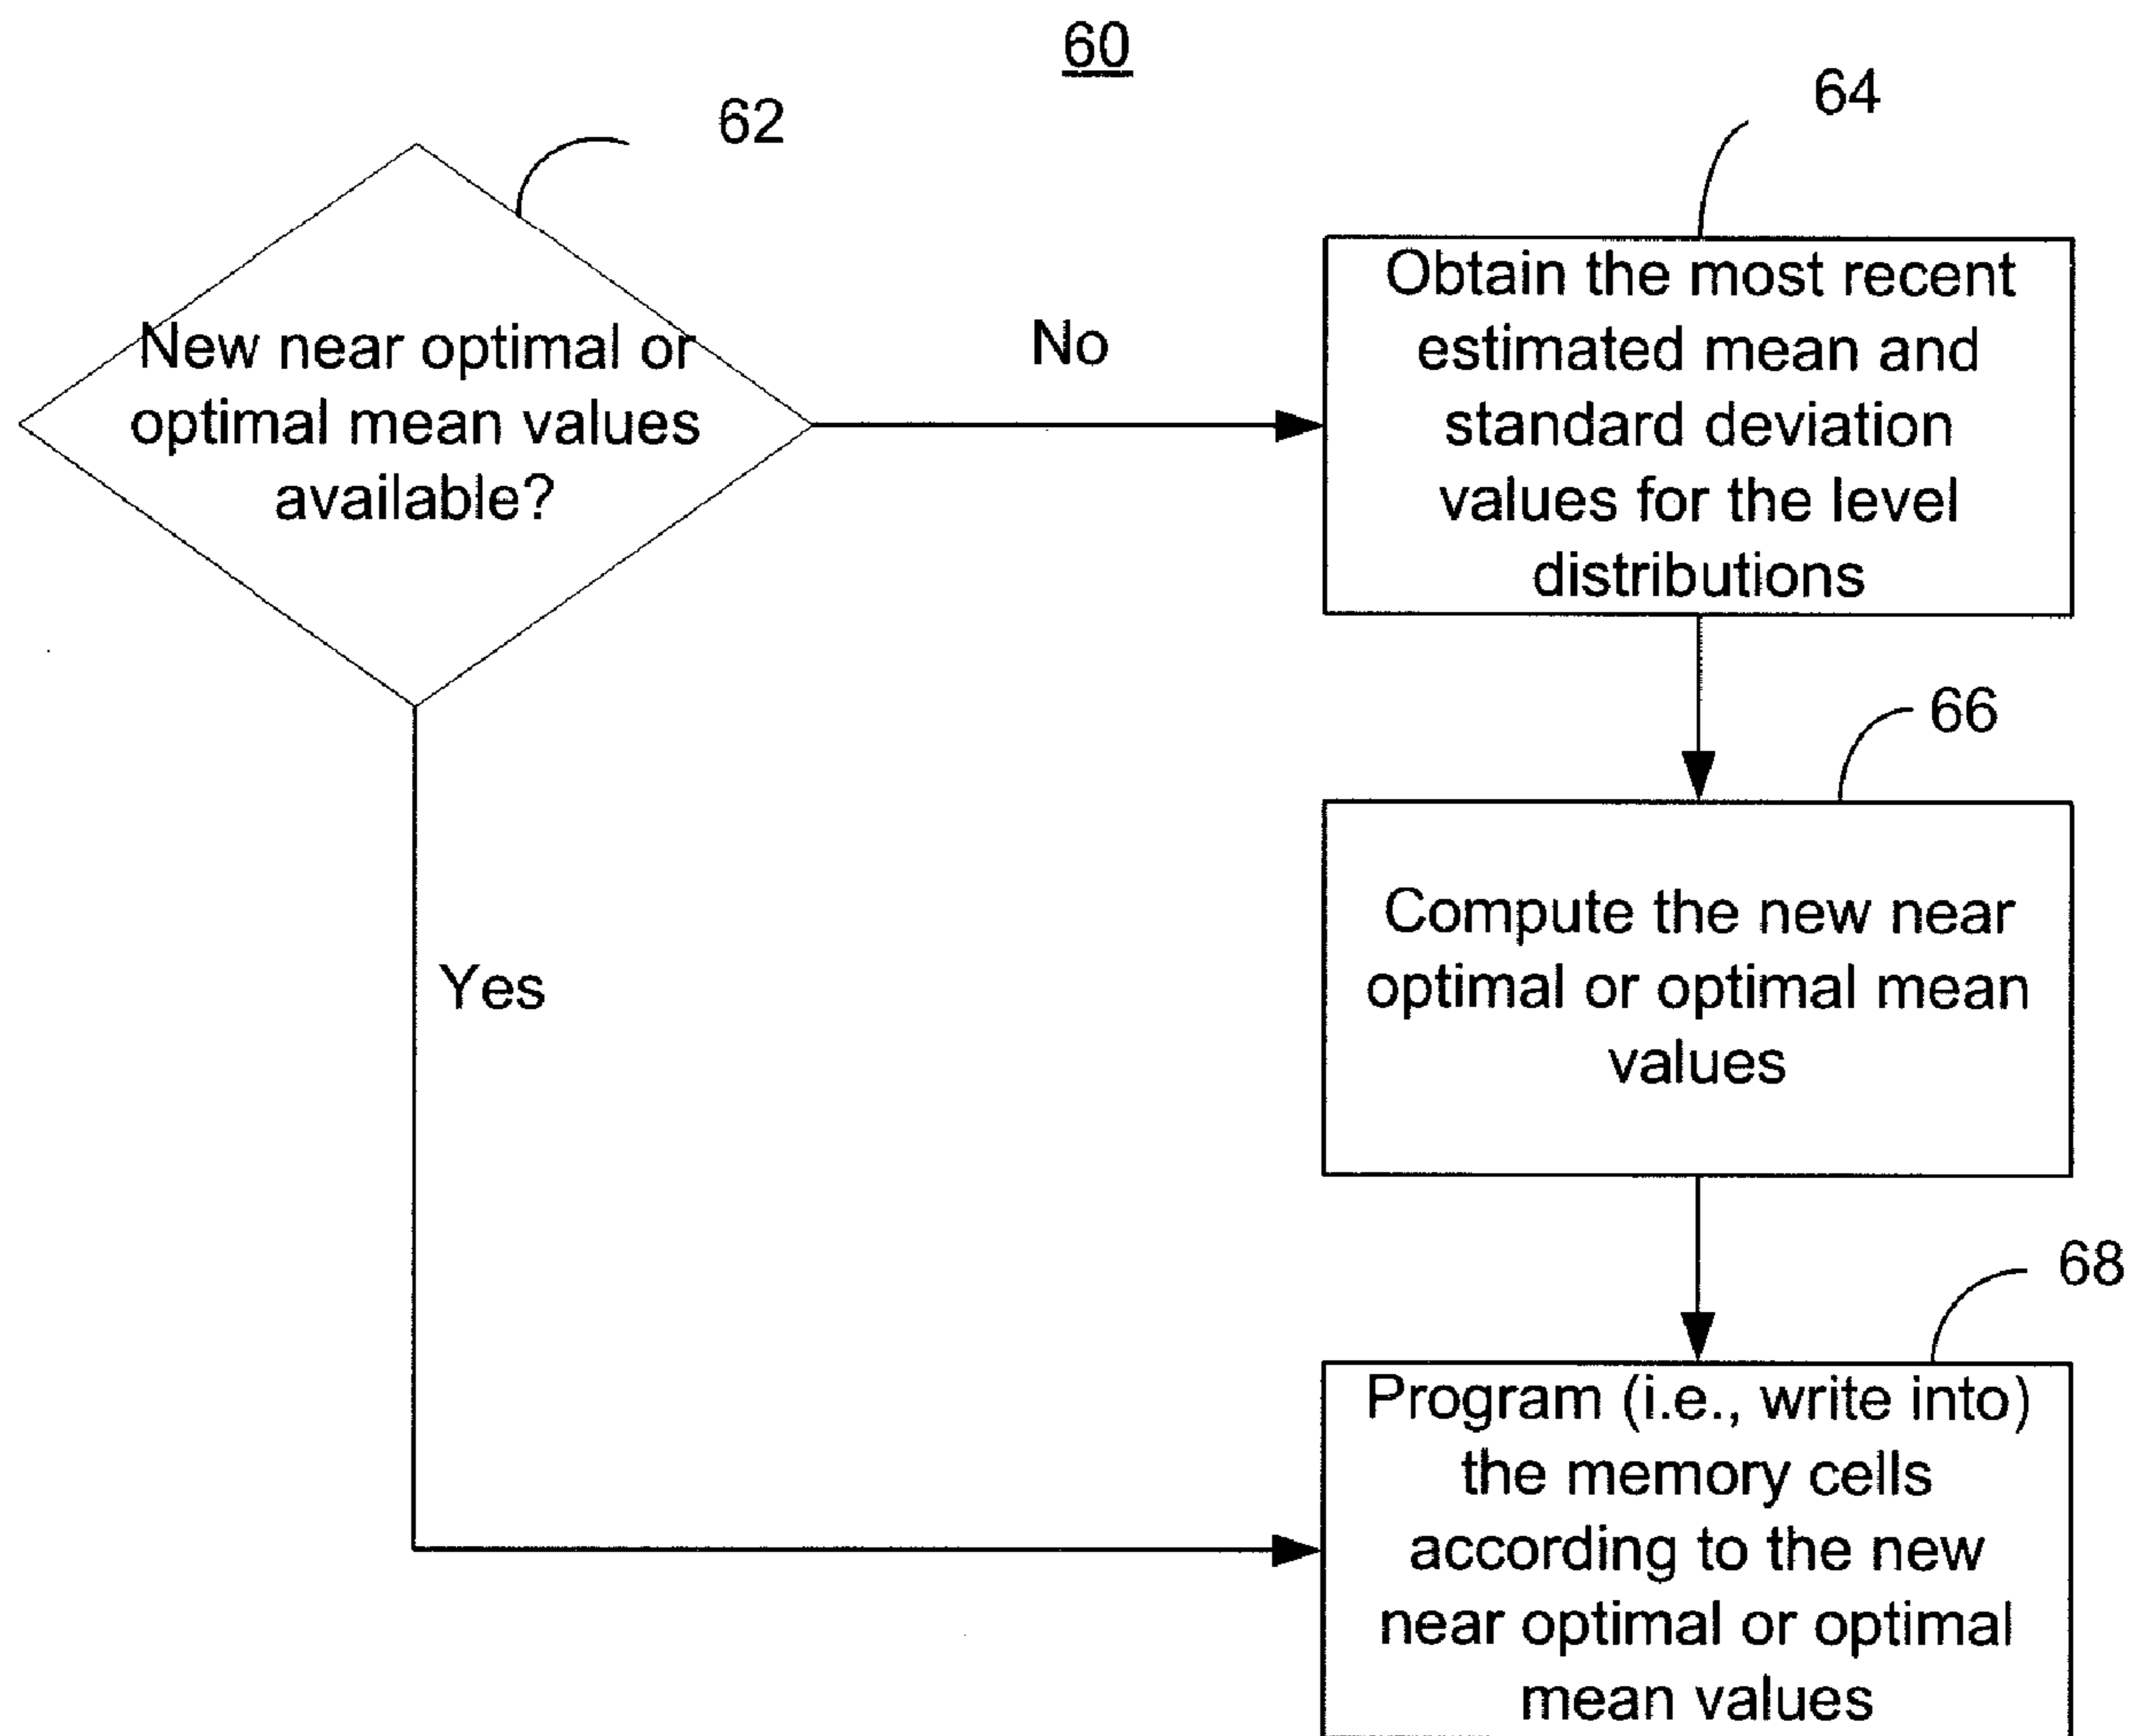 60
62
64
New near optimal or
optimal mean values
available?
No
Obtain the most recent
estimated mean and
standard deviation
values for the level
distributions
66
Compute the new near
optimal or optimal mean
values
Yes
68
Program (i.e., write into)
the memory cells
according to the new
near optimal or optimal
mean values